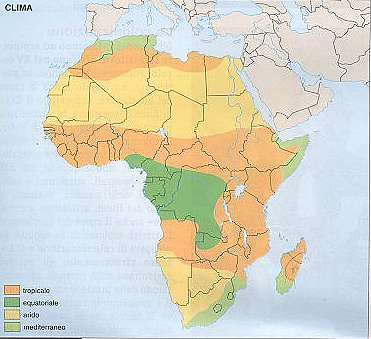 CLIMA
tropicale
equatoriale
arido
mediterraneo